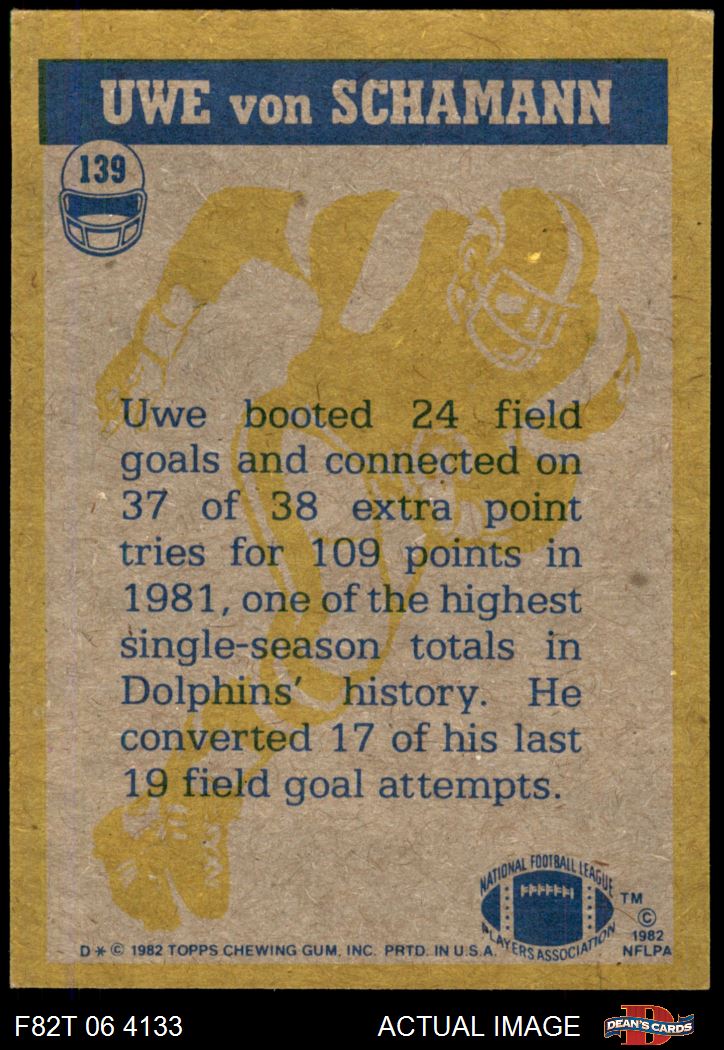 UWE von SCHAMANN
139
Uwe booted 24 field
goals and connected on
37 of 38 extra point
tries for 109 points in
1981, one of the highest
single-season totals in
Dolphins' history. He
converted 17 of his last
19 field goal attempts.
NATIONAL FOOTBALL LEAGUE
PLAYERS ASSOCIATION
TM
©
1982
NFLPA
D * © 1982 TOPPS CHEWING GUM, INC. PRTD. IN U.S.A.
F82T 06 4133
ACTUAL IMAGE
D
DEAN'S CARDS